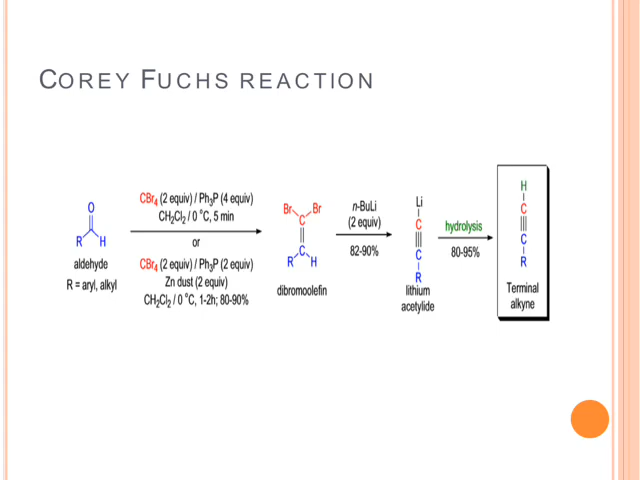 COREY FUCHS REACTION
O
R H
aldehyde
R = aryl, alkyl
CBr4 (2 equiv) / Ph3P (4 equiv)
CH2Cl2 / 0 °C, 5 min
or
CBr4 (2 equiv) / Ph3P (2 equiv)
Zn dust (2 equiv)
CH2Cl2 / 0 °C, 1-2h; 80-90%
Br Br
C
C
R H
dibromoolefin
n-BuLi
(2 equiv)
82-90%
Li
C
C
R
lithium
acetylide
hydrolysis
80-95%
H
C
C
R
Terminal
alkyne